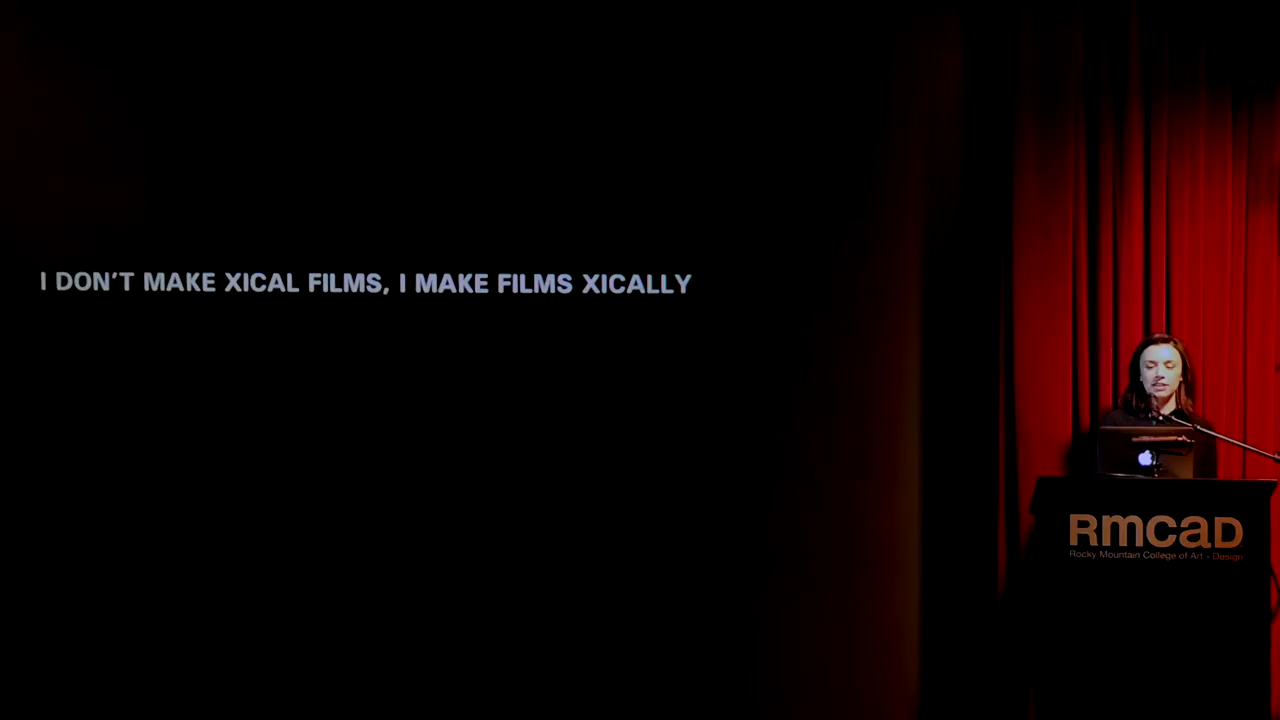 I DON'T MAKE XICAL FILMS, I MAKE FILMS XICALLY
RMCAD
Rocky Mountain College of Art + Design